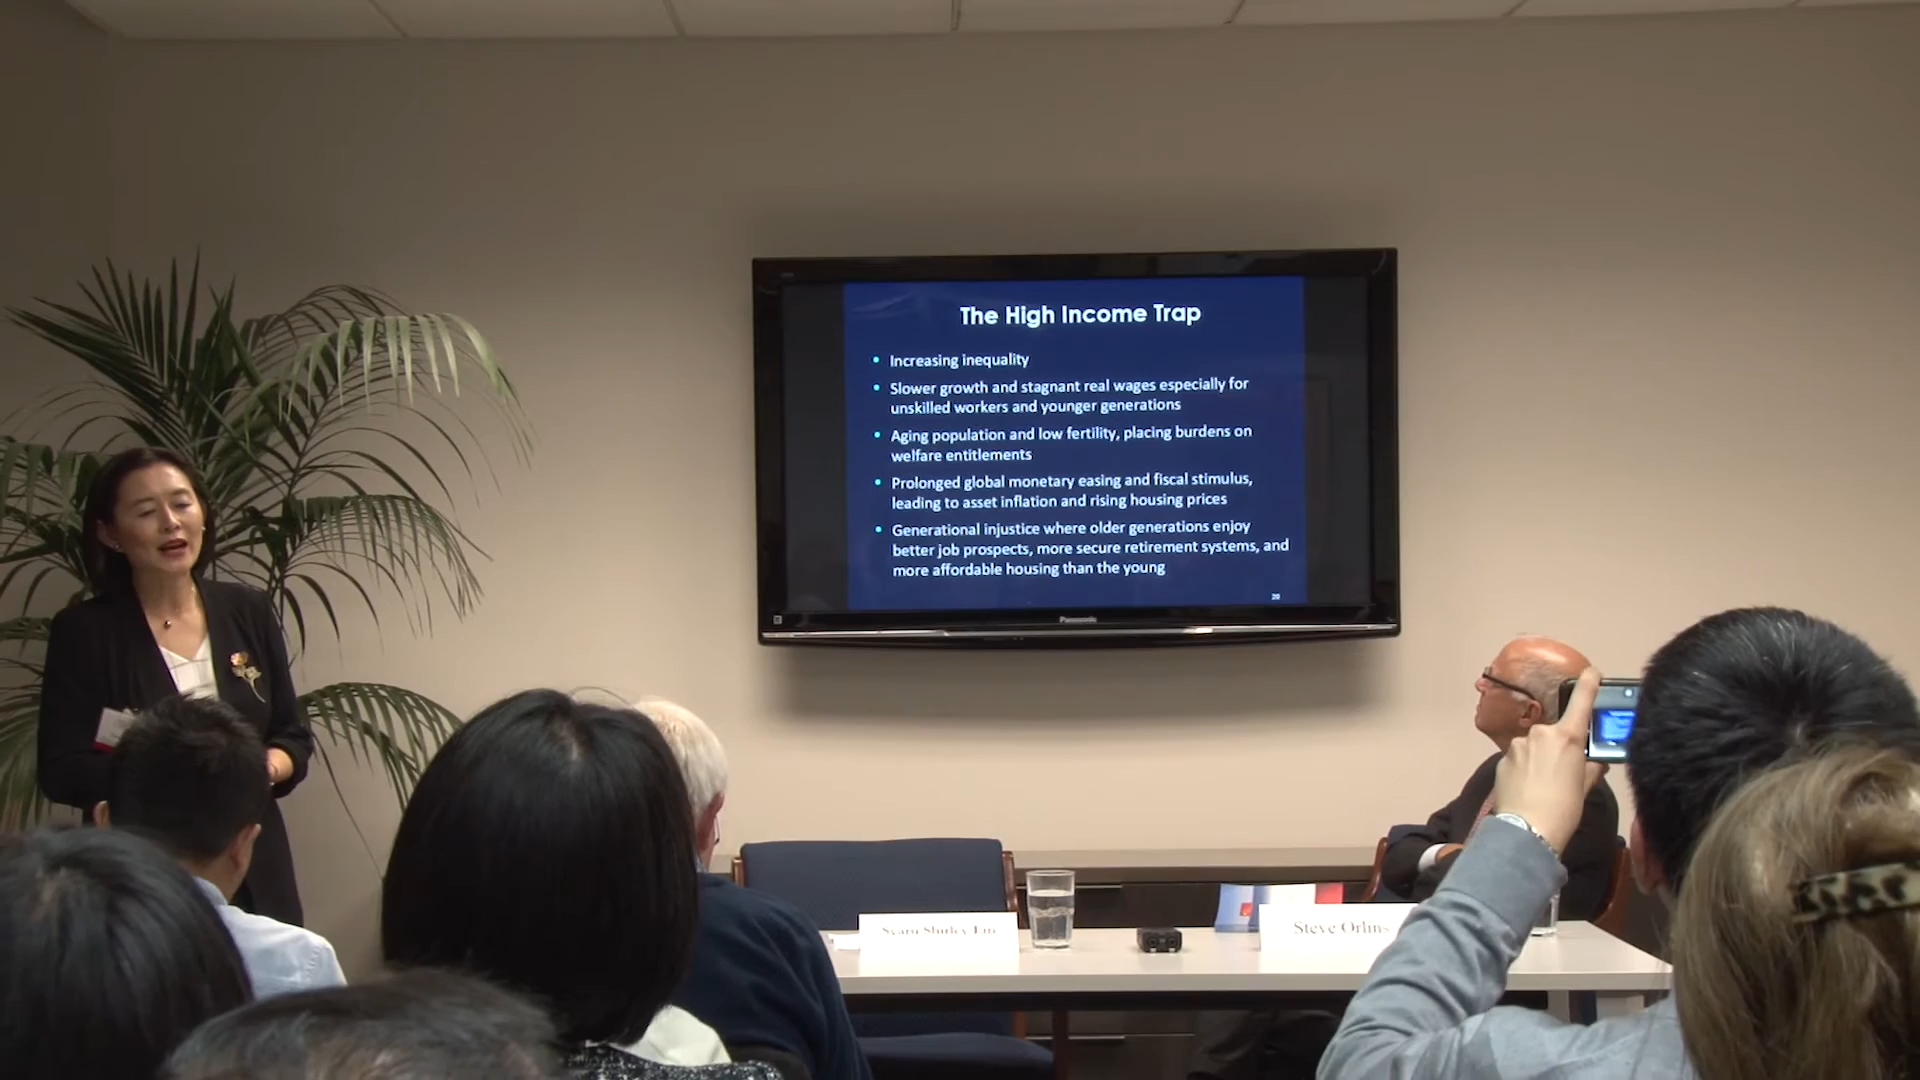 The High Income Trap
• Increasing inequality
• Slower growth and stagnant real wages especially for
unskilled workers and younger generations
• Aging population and low fertility, placing burdens on
welfare entitlements
• Prolonged global monetary easing and fiscal stimulus,
leading to asset inflation and rising housing prices
• Generational injustice where older generations enjoy
better job prospects, more secure retirement systems, and
more affordable housing than the young
20
Panasonic
Syaru Shirley Lin
Steve Orlins